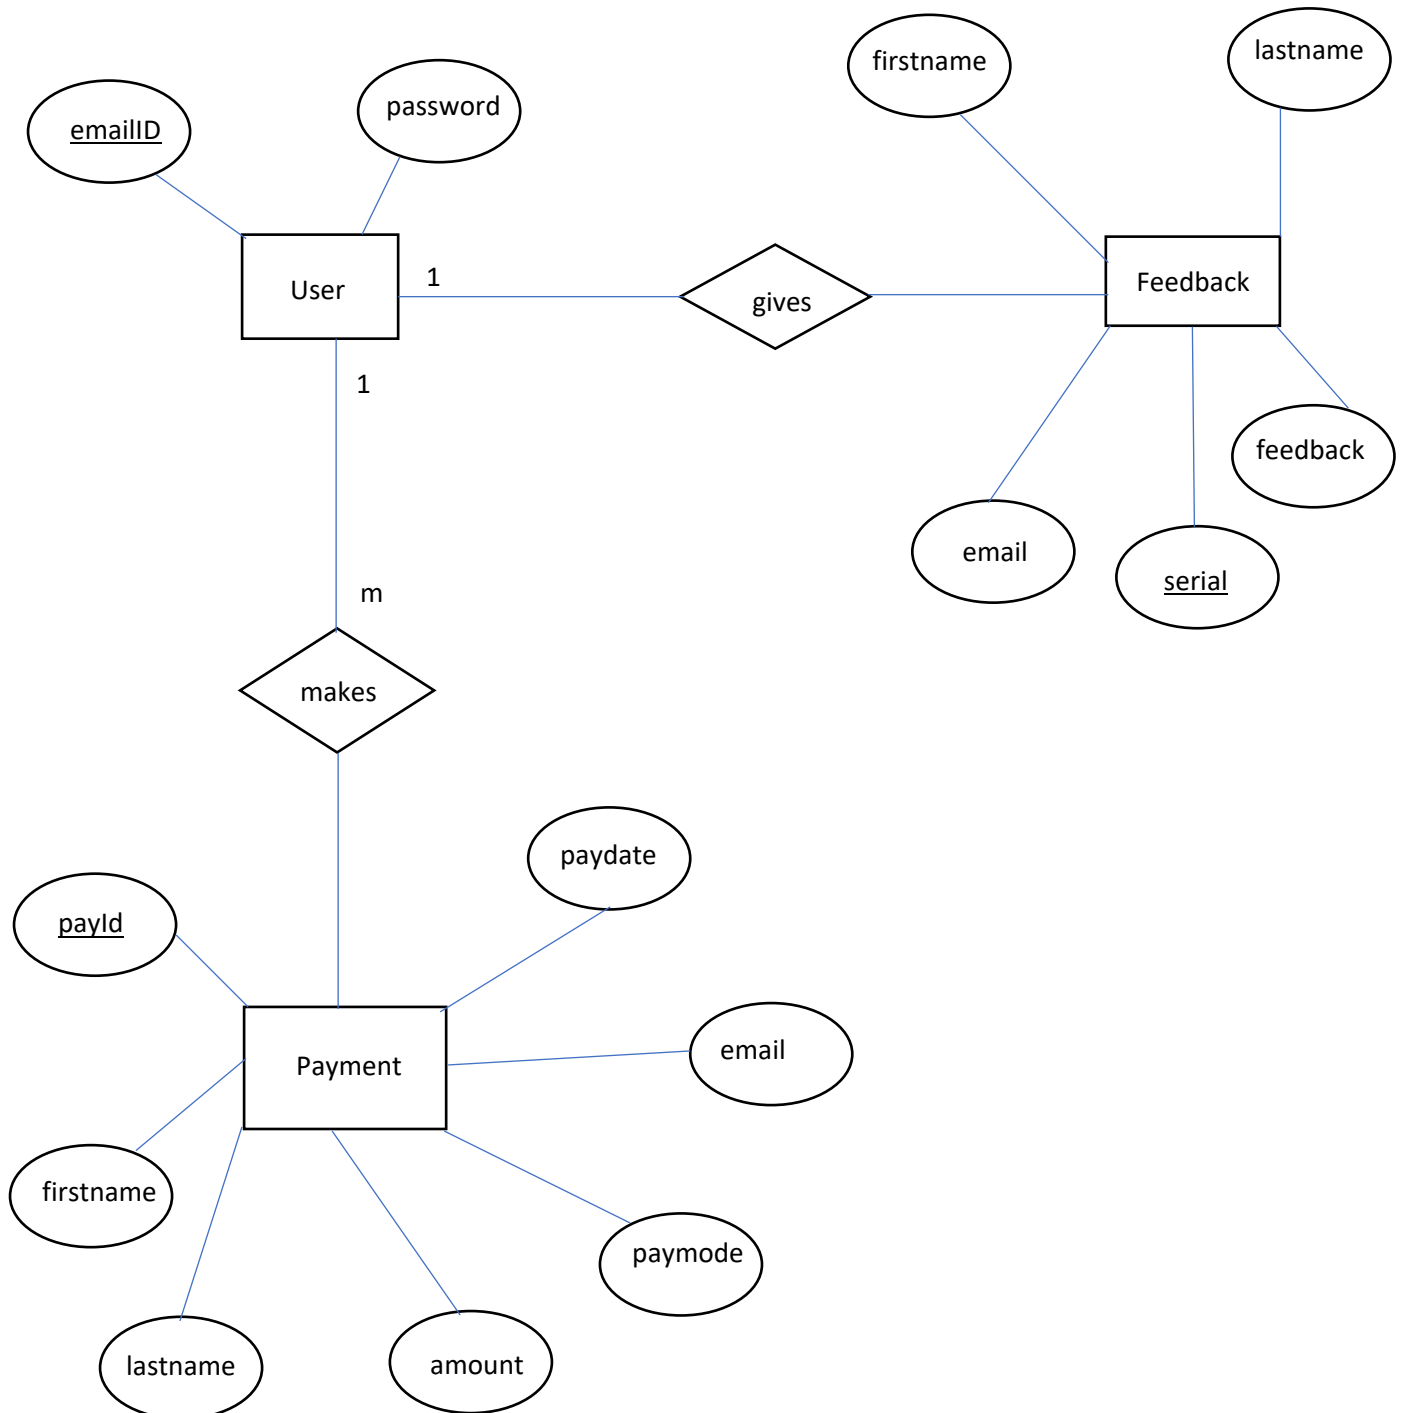 firstname
lastname
emailID
password
User
1
gives
Feedback
1
feedback
email
serial
m
makes
paydate
payId
email
Payment
firstname
paymode
lastname
amount